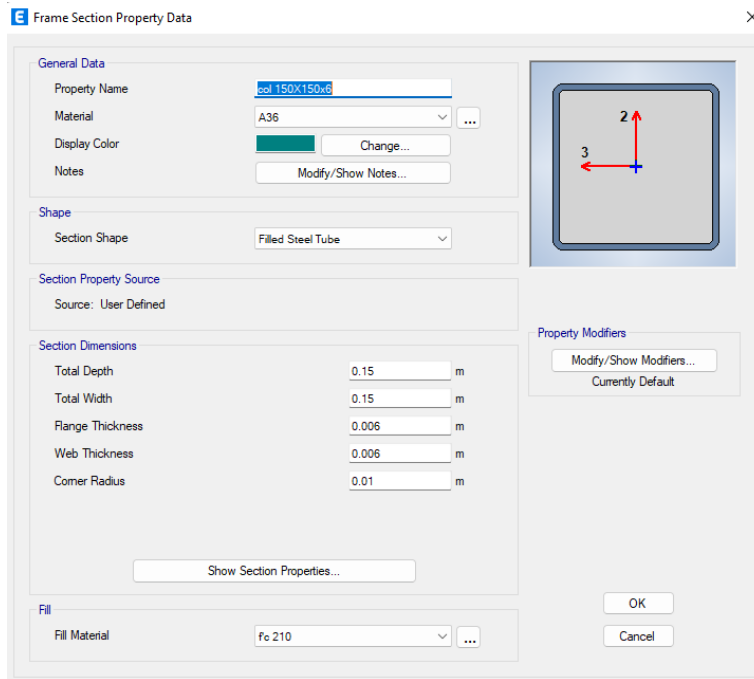 E Frame Section Property Data
General Data
Property Name col 150X150x6
Material A36 ...
Display Color Change...
Notes Modify/Show Notes...
Shape
Section Shape Filled Steel Tube
Section Property Source
Source: User Defined
Section Dimensions
Total Depth 0.15 m
Total Width 0.15 m
Flange Thickness 0.006 m
Web Thickness 0.006 m
Corner Radius 0.01 m
Show Section Properties...
Fill
Fill Material f'c 210 ...
2
3
Property Modifiers
Modify/Show Modifiers...
Currently Default
OK
Cancel